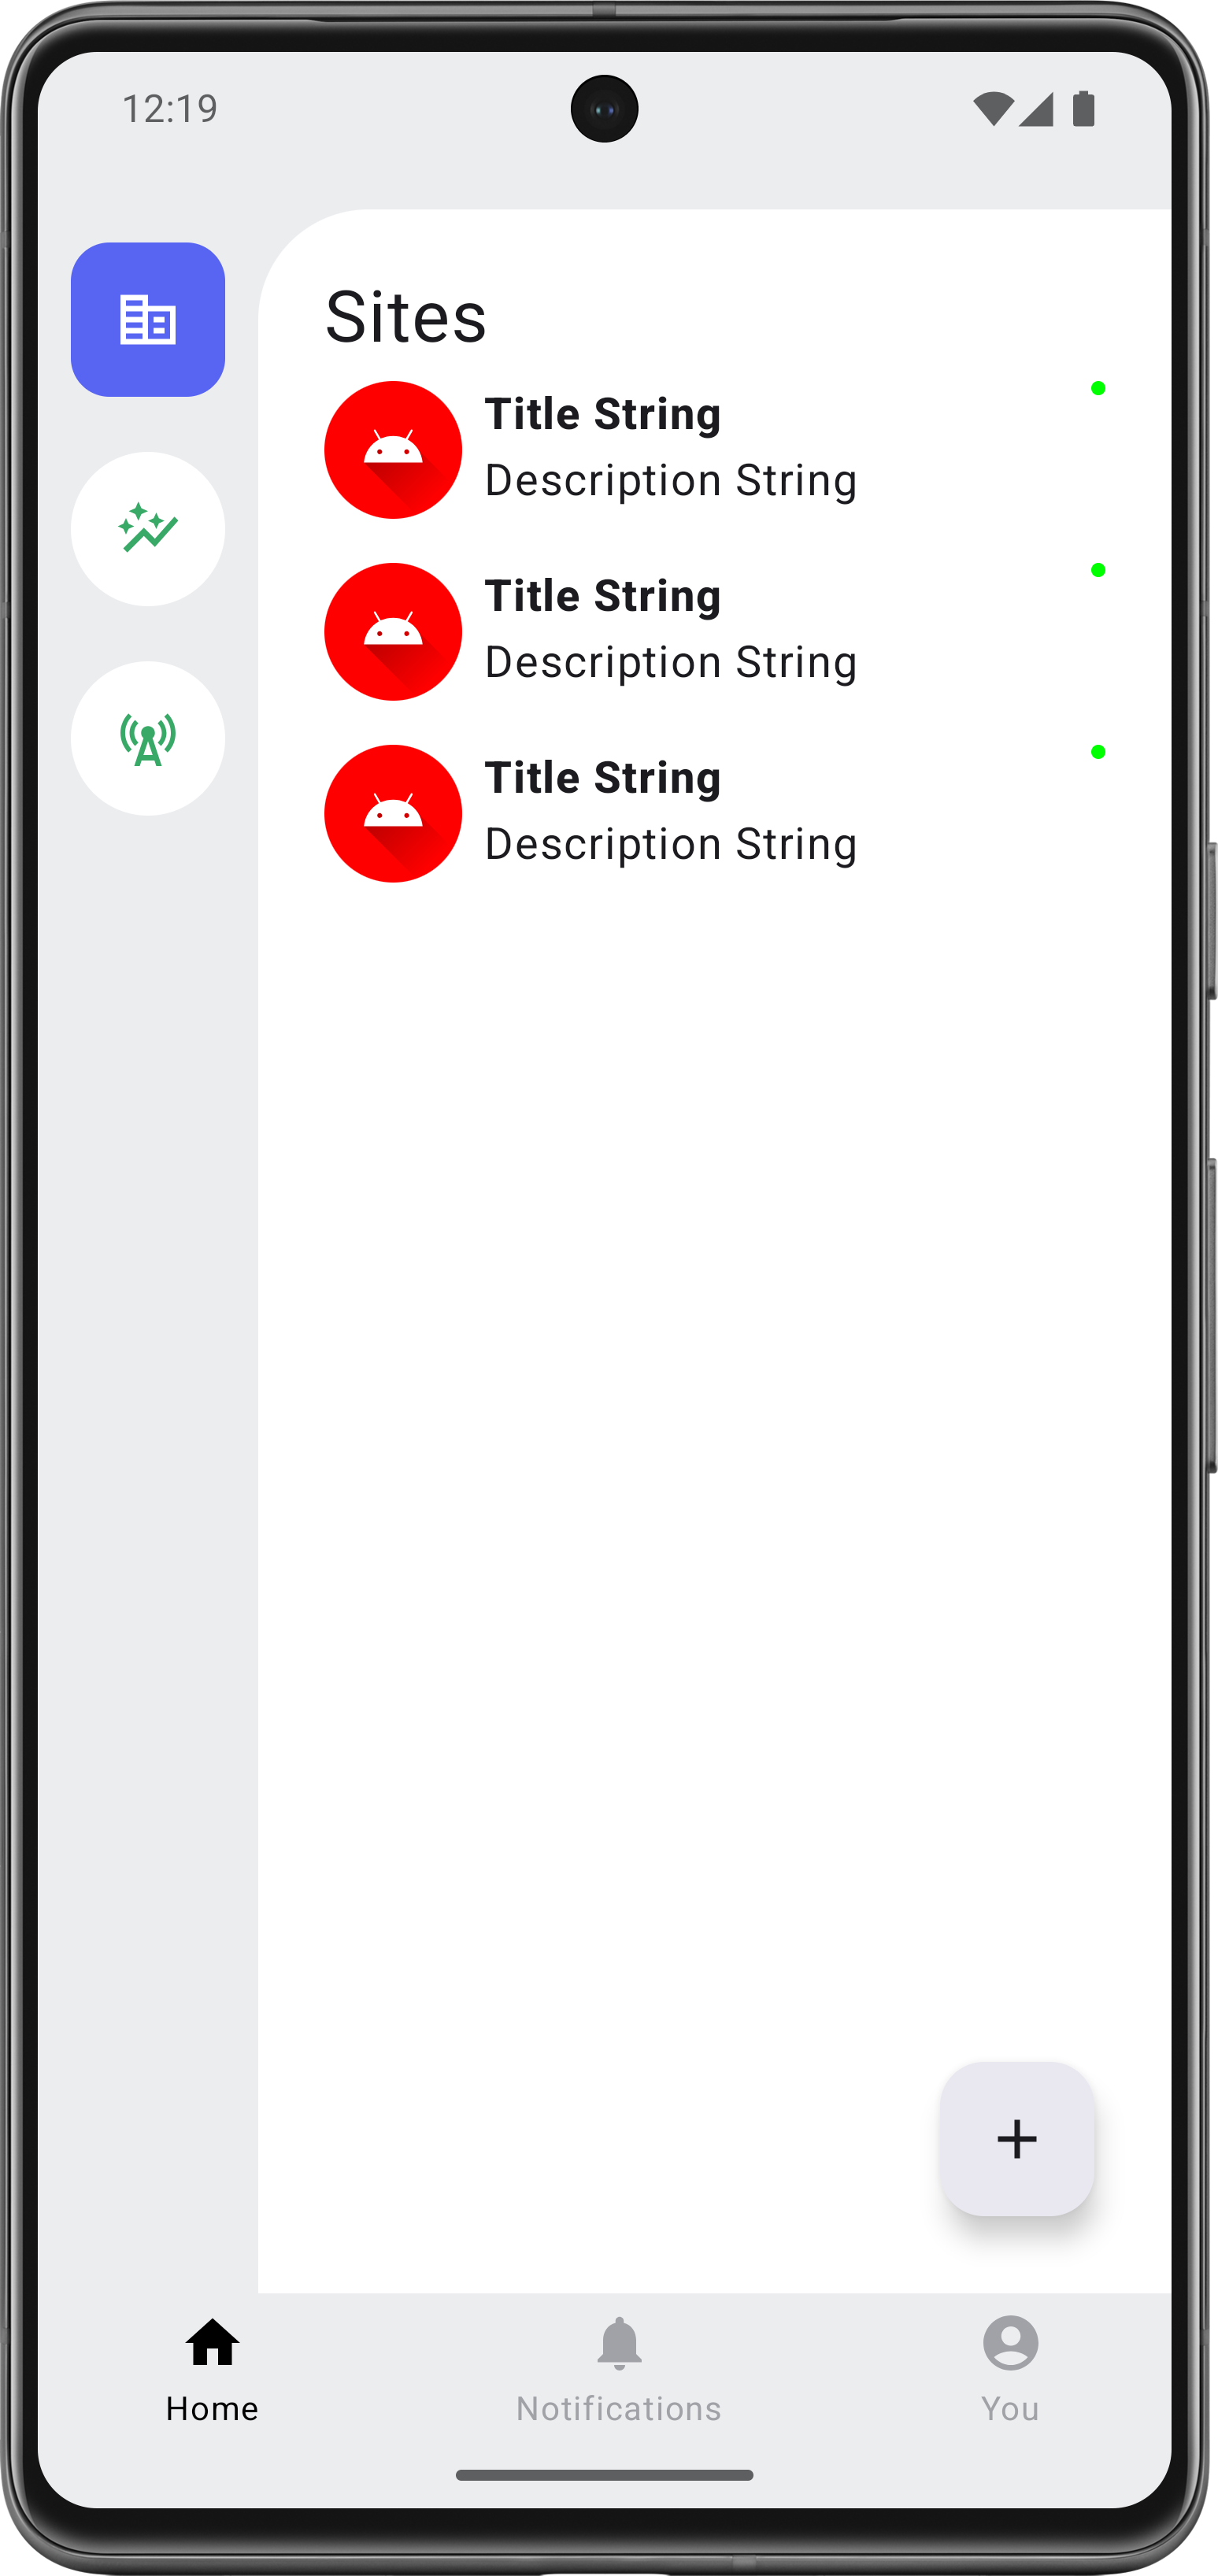 12:19
Sites
Title String
Description String
Title String
Description String
Title String
Description String
Home
Notifications
You